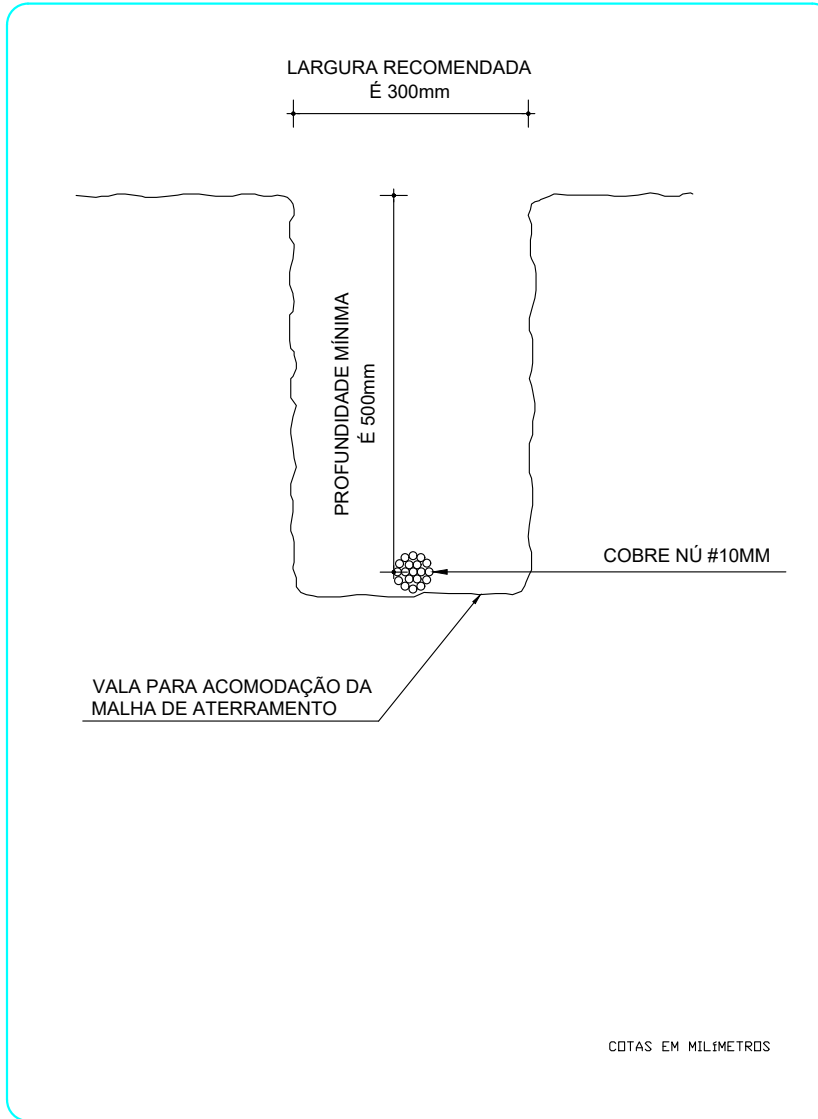 LARGURA RECOMENDADA
É 300mm
PROFUNDIDADE MÍNIMA
É 500mm
COBRE NÚ #10MM
VALA PARA ACOMODAÇÃO DA
MALHA DE ATERRAMENTO
COTAS EM MILÍMETROS